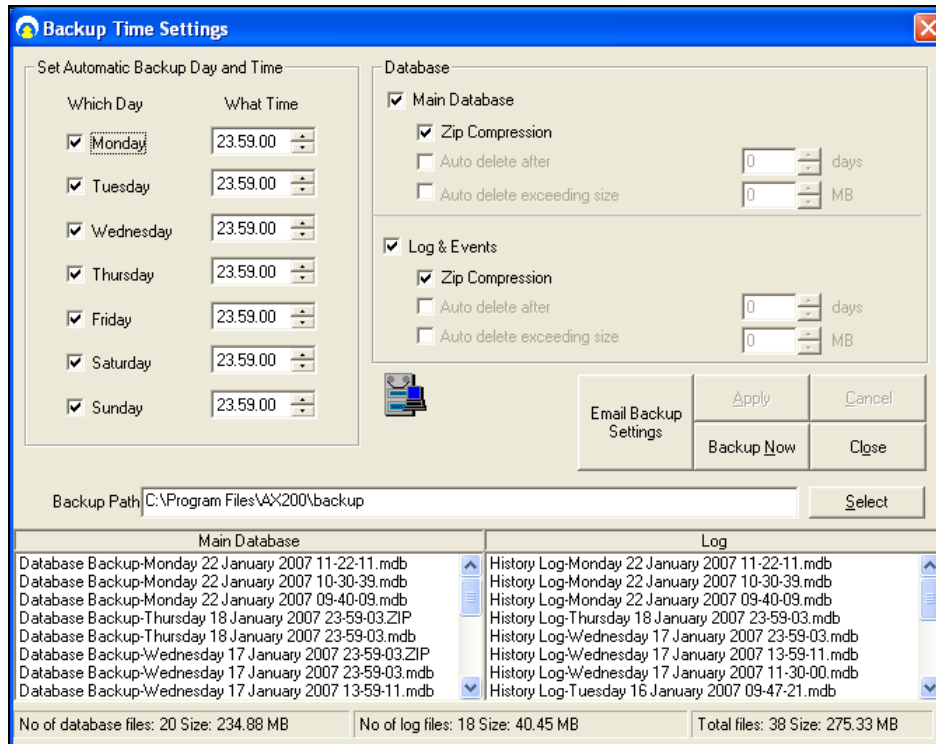 Backup Time Settings
Set Automatic Backup Day and Time
Which Day What Time
Monday 23.59.00
Tuesday 23.59.00
Wednesday 23.59.00
Thursday 23.59.00
Friday 23.59.00
Saturday 23.59.00
Sunday 23.59.00
Database
Main Database
Zip Compression
Auto delete after 0 days
Auto delete exceeding size 0 MB
Log & Events
Zip Compression
Auto delete after 0 days
Auto delete exceeding size 0 MB
Email Backup
Settings
Apply Cancel
Backup Now Close
Backup Path C:\Program Files\AX200\backup Select
Main Database
Database Backup-Monday 22 January 2007 11-22-11.mdb
Database Backup-Monday 22 January 2007 10-30-39.mdb
Database Backup-Monday 22 January 2007 09-40-09.mdb
Database Backup-Thursday 18 January 2007 23-59-03.ZIP
Database Backup-Thursday 18 January 2007 23-59-03.mdb
Database Backup-Wednesday 17 January 2007 23-59-03.ZIP
Database Backup-Wednesday 17 January 2007 23-59-03.mdb
Database Backup-Wednesday 17 January 2007 13-59-11.mdb
Log
History Log-Monday 22 January 2007 11-22-11.mdb
History Log-Monday 22 January 2007 10-30-39.mdb
History Log-Monday 22 January 2007 09-40-09.mdb
History Log-Thursday 18 January 2007 23-59-03.mdb
History Log-Wednesday 17 January 2007 23-59-03.mdb
History Log-Wednesday 17 January 2007 13-59-11.mdb
History Log-Wednesday 17 January 2007 11-30-00.mdb
History Log-Tuesday 16 January 2007 09-47-21.mdb
No of database files: 20 Size: 234.88 MB
No of log files: 18 Size: 40.45 MB
Total files: 38 Size: 275.33 MB